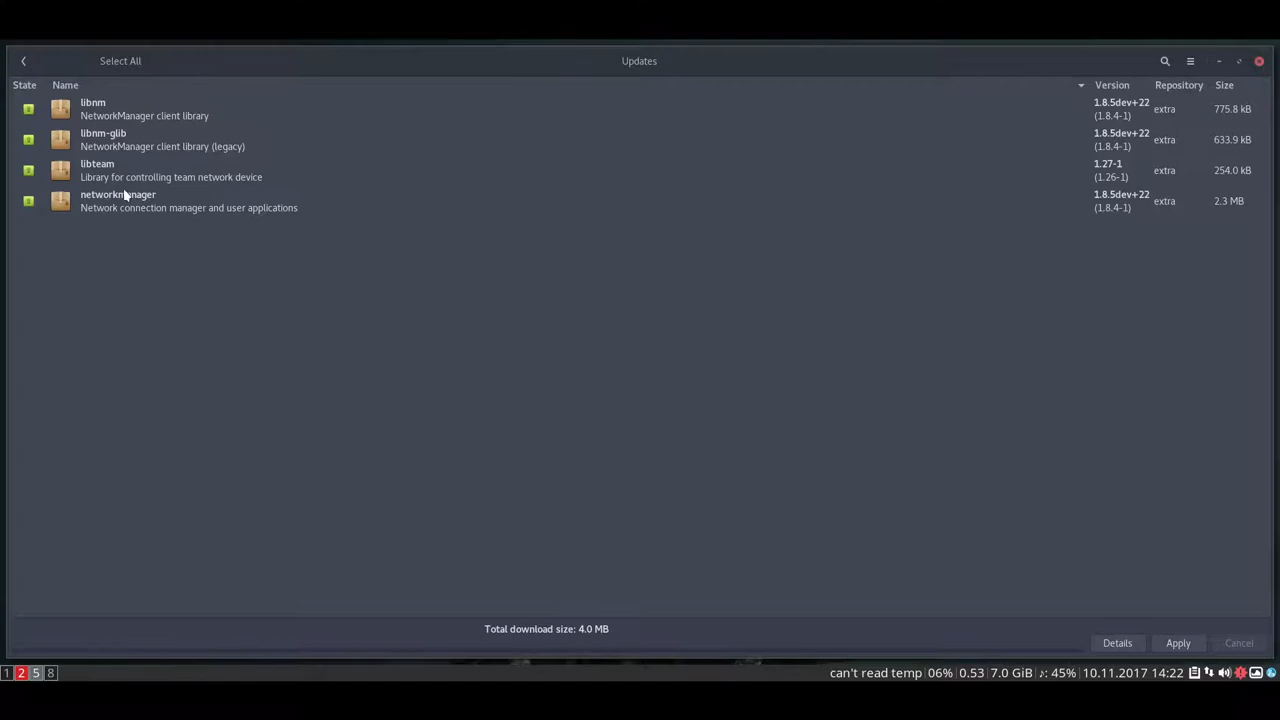 Select All
Updates
State Name Version Repository Size
libnm
NetworkManager client library
1.8.5dev+22
(1.8.4-1)
extra
775.8 kB
libnm-glib
NetworkManager client library (legacy)
1.8.5dev+22
(1.8.4-1)
extra
633.9 kB
libteam
Library for controlling team network device
1.27-1
(1.26-1)
extra
254.0 kB
networkmanager
Network connection manager and user applications
1.8.5dev+22
(1.8.4-1)
extra
2.3 MB
Total download size: 4.0 MB
Details
Apply
Cancel
1 2 5 8
can't read temp 06% 0.53 7.0 GiB ♪: 45% 10.11.2017 14:22